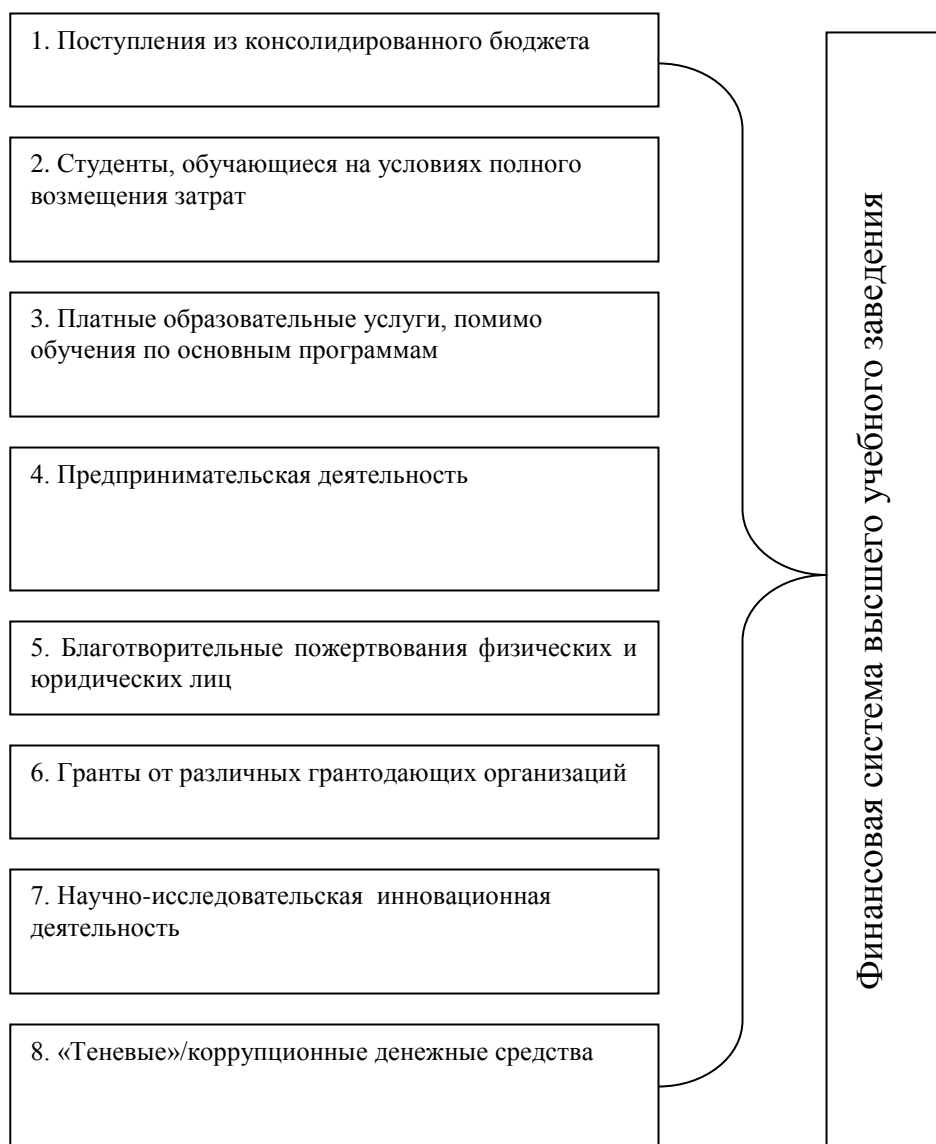 1. Поступления из консолидированного бюджета
2. Студенты, обучающиеся на условиях полного
возмещения затрат
3. Платные образовательные услуги, помимо
обучения по основным программам
4. Предпринимательская деятельность
5. Благотворительные пожертвования физических и
юридических лиц
6. Гранты от различных грантодающих организаций
7. Научно-исследовательская инновационная
деятельность
8. «Теневые»/коррупционные денежные средства
Финансовая система высшего учебного заведения